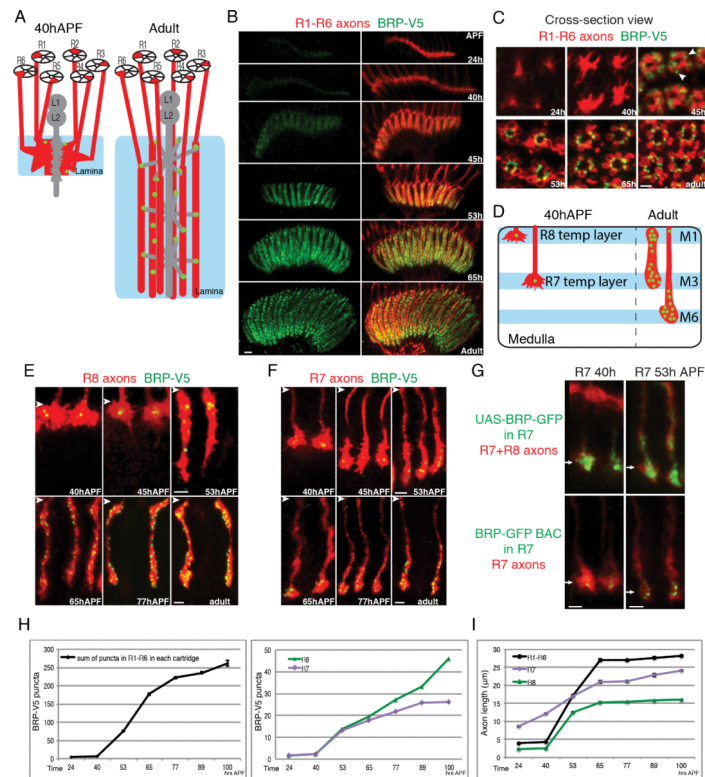 A
40hAPF
Adult
R1
R2
R3
R6
R5
R4
R1
R2
R3
R6
R5
R4
L1
L2
L1
L2
Lamina
Lamina
B
R1-R6 axons BRP-V5
APF
24h
40h
45h
53h
65h
Adult
C
Cross-section view
R1-R6 axons BRP-V5
24h
40h
45h
53h
65h
adult
D
40hAPF
Adult
R8 temp layer
M1
R7 temp layer
M3
M6
Medulla
E
R8 axons BRP-V5
40hAPF
45hAPF
53hAPF
65hAPF
77hAPF
adult
F
R7 axons BRP-V5
40hAPF
45hAPF
53hAPF
65hAPF
77hAPF
adult
G
R7 40h
R7 53h APF
UAS-BRP-GFP
in R7
R7+R8 axons
BRP-GFP BAC
in R7
R7 axons
H
sum of puncta in R1-R6 in each cartridge
BRP-V5 puncta
300
250
200
150
100
50
0
Time
24 40 53 65 77 89 100
hrs APF
R8
R7
BRP-V5 puncta
50
40
30
20
10
0
Time
24 40 53 65 77 89 100
hrs APF
I
R1-R6
R7
R8
Axon length (µm)
30
25
20
15
10
5
0
Time
24 40 53 65 77 89 100
hrs APF